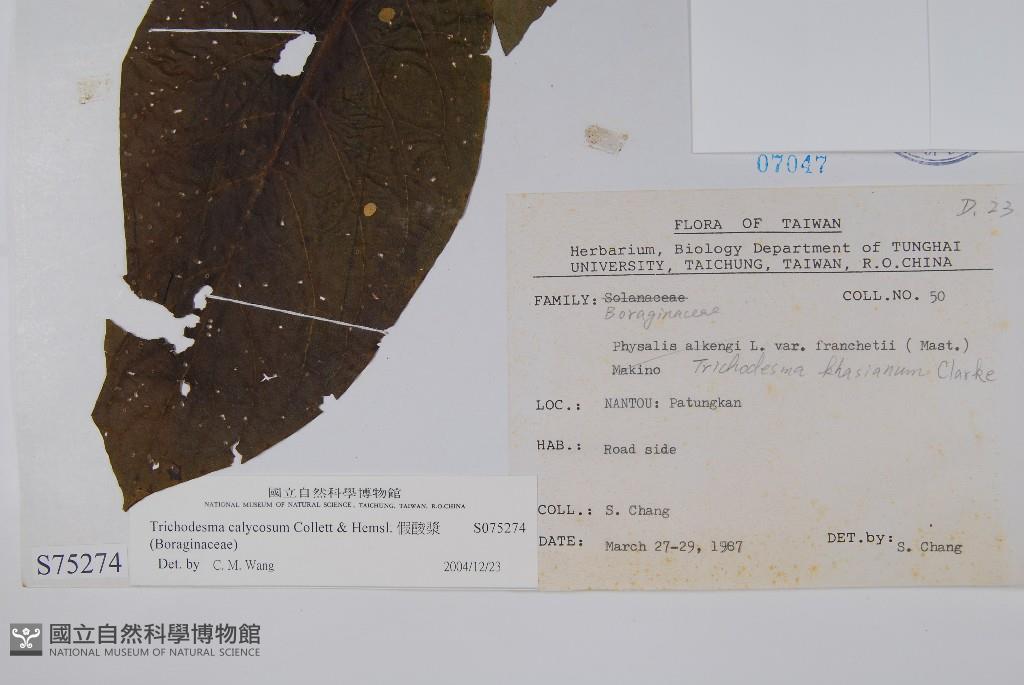 07047
D. 23
FLORA OF TAIWAN
Herbarium, Biology Department of TUNGHAI
UNIVERSITY, TAICHUNG, TAIWAN, R.O.CHINA
FAMILY: Solanaceae COLL.NO. 50
Boraginaceae
Physalis alkengi L. var. franchetii ( Mast.)
Makino Trichodesma khasianum Clarke
LOC.: NANTOU: Patungkan
HAB.: Road side
COLL.: S. Chang
DATE: March 27-29, 1987 DET.by: S. Chang
國立自然科學博物館
NATIONAL MUSEUM OF NATURAL SCIENCE, TAICHUNG, TAIWAN, R.O.CHINA
Trichodesma calycosum Collett & Hemsl. 假酸漿 S075274
(Boraginaceae)
Det. by C. M. Wang 2004/12/23
S75274
國立自然科學博物館
NATIONAL MUSEUM OF NATURAL SCIENCE